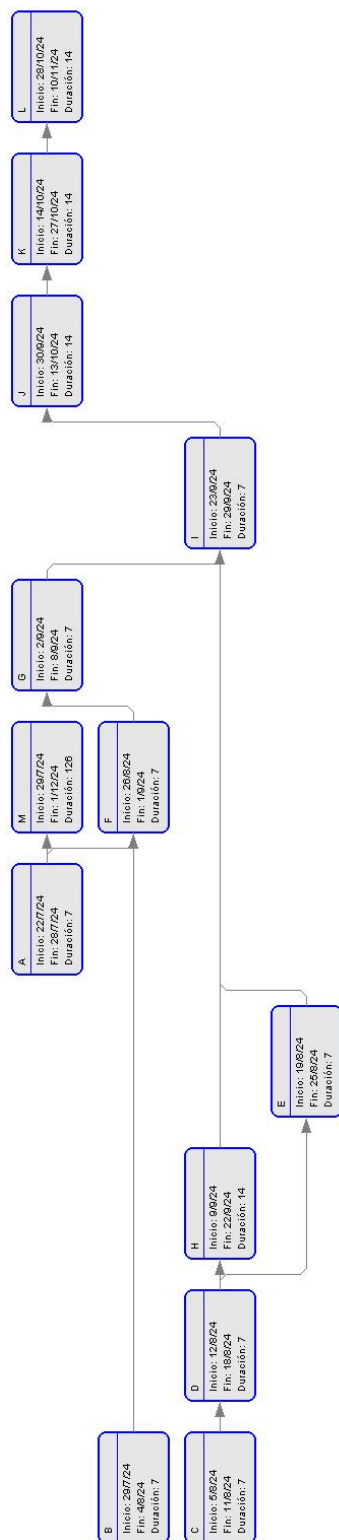 A
Inicio: 22/7/24
Fin: 28/7/24
Duración: 7
M
Inicio: 29/7/24
Fin: 1/12/24
Duración: 126
G
Inicio: 2/9/24
Fin: 8/9/24
Duración: 7
J
Inicio: 30/9/24
Fin: 13/10/24
Duración: 14
K
Inicio: 14/10/24
Fin: 27/10/24
Duración: 14
L
Inicio: 28/10/24
Fin: 10/11/24
Duración: 14
B
Inicio: 29/7/24
Fin: 4/8/24
Duración: 7
F
Inicio: 26/8/24
Fin: 1/9/24
Duración: 7
C
Inicio: 5/8/24
Fin: 11/8/24
Duración: 7
D
Inicio: 12/8/24
Fin: 18/8/24
Duración: 7
H
Inicio: 9/9/24
Fin: 22/9/24
Duración: 14
I
Inicio: 23/9/24
Fin: 29/9/24
Duración: 7
E
Inicio: 19/8/24
Fin: 25/8/24
Duración: 7